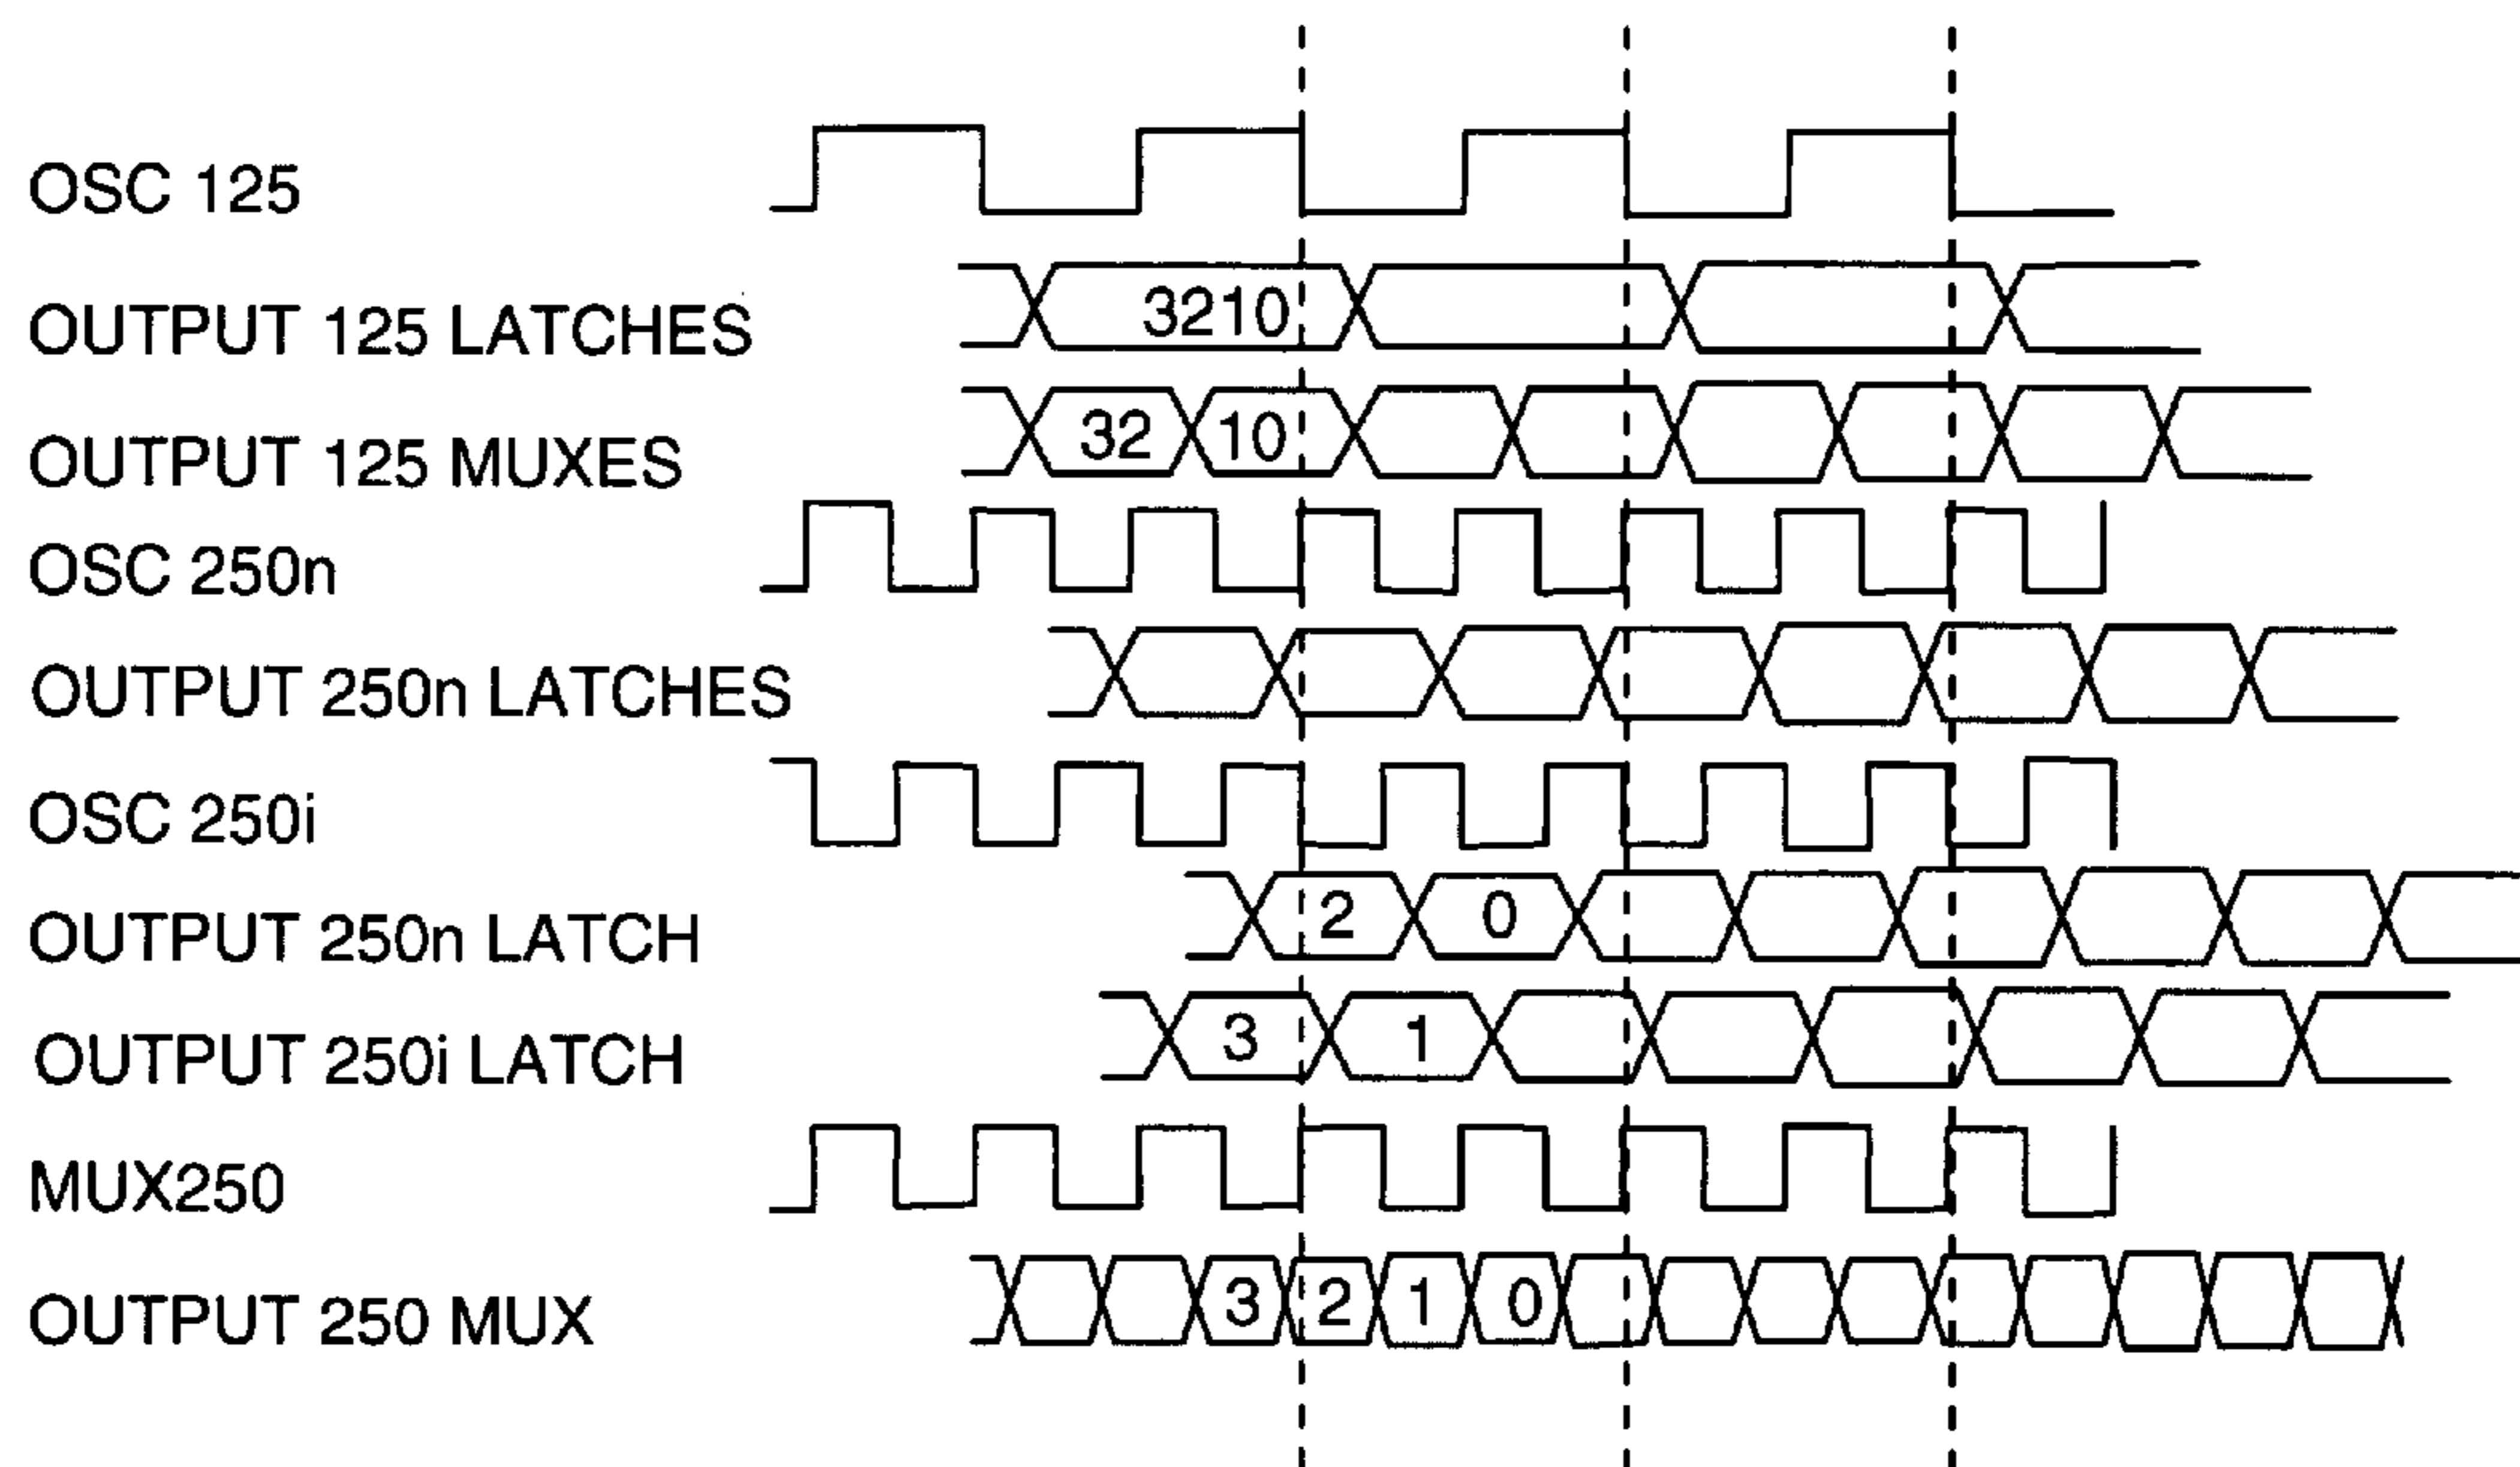 OSC 125
OUTPUT 125 LATCHES 3210
OUTPUT 125 MUXES 32 10
OSC 250n
OUTPUT 250n LATCHES
OSC 250i
OUTPUT 250n LATCH 2 0
OUTPUT 250i LATCH 3 1
MUX250
OUTPUT 250 MUX 3 2 1 0